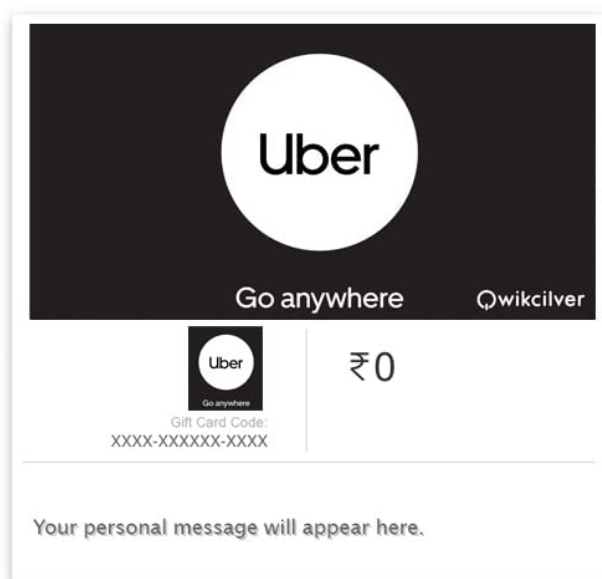 Uber
Go anywhere
Qwikcilver
Uber
Go anywhere
₹0
Gift Card Code:
XXXX-XXXXXX-XXXX
Your personal message will appear here.